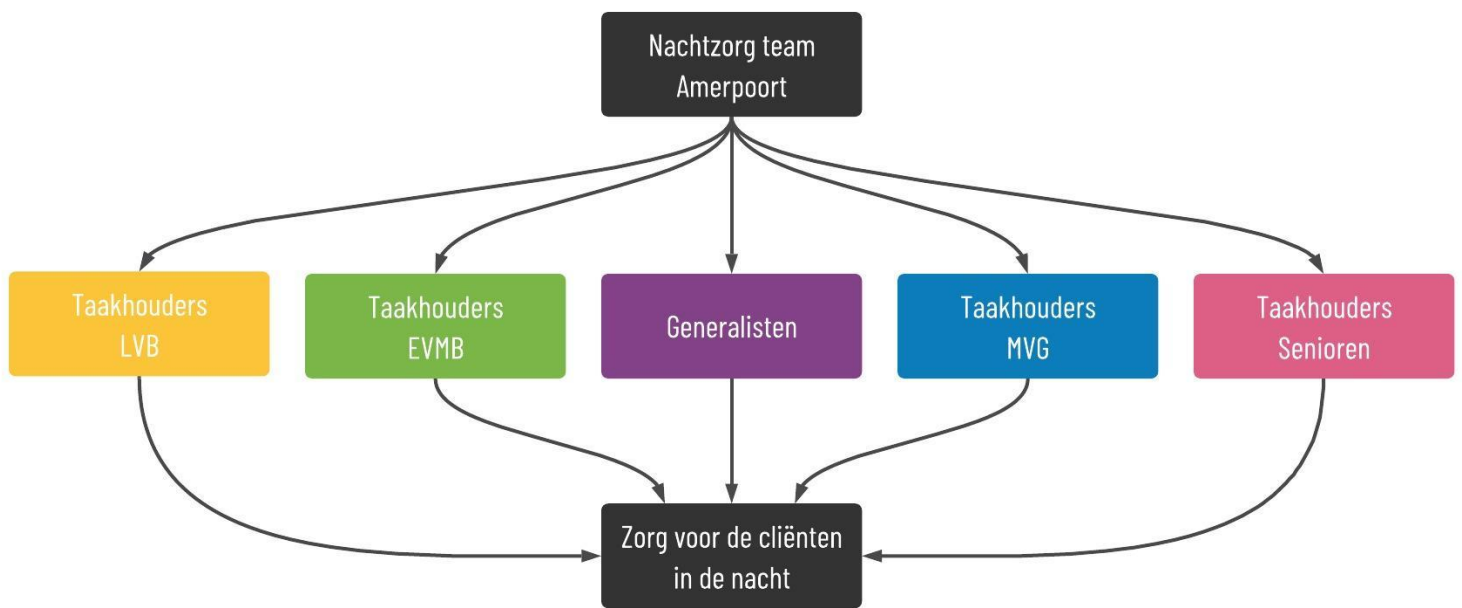 Nachtzorg team
Amerpoort
Taakhouders
LVB
Taakhouders
EVMB
Generalisten
Taakhouders
MVG
Taakhouders
Senioren
Zorg voor de cliënten
in de nacht